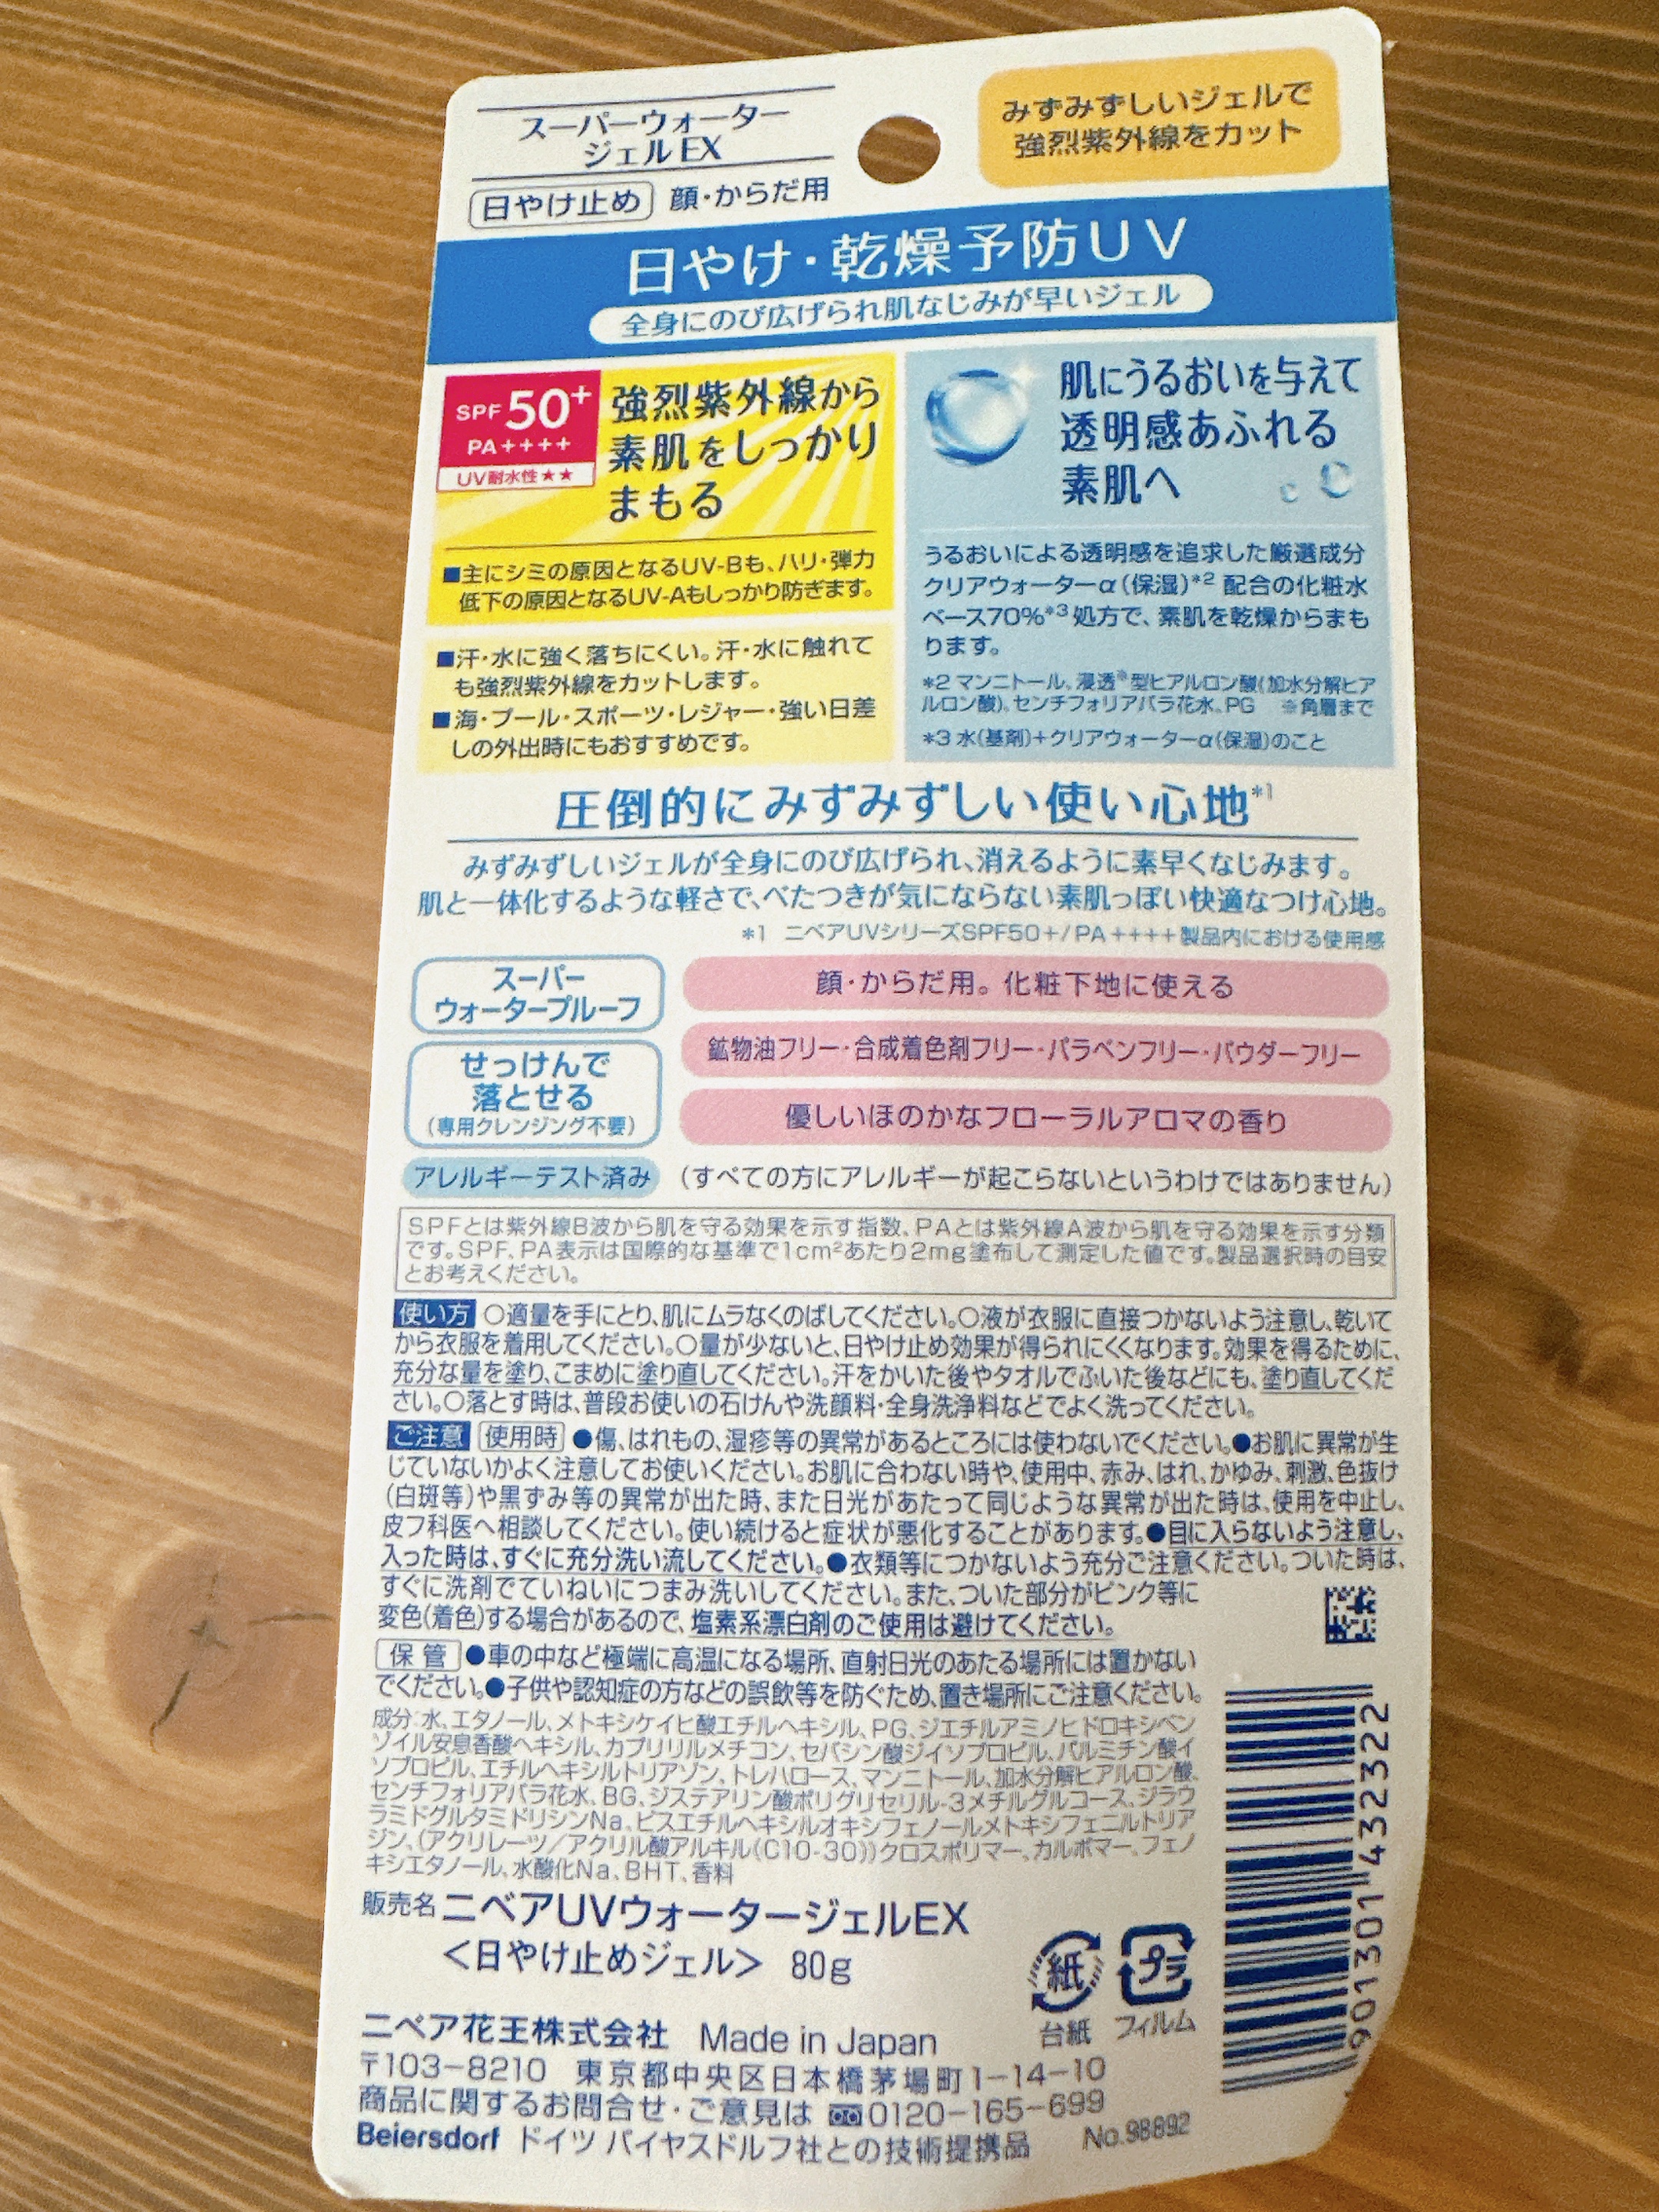 スーパーウォーター
ジェルEX
日やけ止め 顔・からだ用
みずみずしいジェルで
強烈紫外線をカット
日やけ・乾燥予防UV
全身にのび広げられ肌なじみが早いジェル
SPF50+
PA++++
UV耐水性★★
強烈紫外線から
素肌をしっかり
まもる
■主にシミの原因となるUV-Bも、ハリ・弾力
低下の原因となるUV-Aもしっかり防ぎます。
■汗・水に強く落ちにくい。汗・水に触れて
も強烈紫外線をカットします。
■海・プール・スポーツ・レジャー・強い日差
しの外出時にもおすすめです。
肌にうるおいを与えて
透明感あふれる
素肌へ
うるおいによる透明感を追求した厳選成分
クリアウォーターα(保湿)*2 配合の化粧水
ベース70%*3処方で、素肌を乾燥からまも
ります。
*2 マンニトール、浸透※型ヒアルロン酸(加水分解ヒア
ルロン酸)、センチフォリアバラ花水、PG ※角層まで
*3 水(基剤)+クリアウォーターα(保湿)のこと
圧倒的にみずみずしい使い心地*1
みずみずしいジェルが全身にのび広げられ、消えるように素早くなじみます。
肌と一体化するような軽さで、べたつきが気にならない素肌っぽい快適なつけ心地。
*1 ニベアUVシリーズSPF50+/PA++++製品内における使用感
スーパー
ウォータープルーフ
せっけんで
落とせる
(専用クレンジング不要)
顔・からだ用。化粧下地に使える
鉱物油フリー・合成着色剤フリー・パラベンフリー・パウダーフリー
優しいほのかなフローラルアロマの香り
アレルギーテスト済み (すべての方にアレルギーが起こらないというわけではありません)
SPFとは紫外線B波から肌を守る効果を示す指数、PAとは紫外線A波から肌を守る効果を示す分類
です。SPF、PA表示は国際的な基準で1cm²あたり2mg塗布して測定した値です。製品選択時の目安
とお考えください。
使い方 ○適量を手にとり、肌にムラなくのばしてください。○液が衣服に直接つかないよう注意し、乾いて
から衣服を着用してください。○量が少ないと、日やけ止め効果が得られにくくなります。効果を得るために、
充分な量を塗り、こまめに塗り直してください。汗をかいた後やタオルでふいた後などにも、塗り直してくだ
さい。○落とす時は、普段お使いの石けんや洗顔料・全身洗浄料などでよく洗ってください。
ご注意 使用時 ●傷、はれもの、湿疹等の異常があるところには使わないでください。●お肌に異常が生
じていないかよく注意してお使いください。お肌に合わない時や、使用中、赤み、はれ、かゆみ、刺激、色抜け
(白斑等)や黒ずみ等の異常が出た時、また日光があたって同じような異常が出た時は、使用を中止し、
皮フ科医へ相談してください。使い続けると症状が悪化することがあります。●目に入らないよう注意し、
入った時は、すぐに充分洗い流してください。●衣類等につかないよう充分ご注意ください。ついた時は、
すぐに洗剤でていねいにつまみ洗いしてください。また、ついた部分がピンク等に
変色(着色)する場合があるので、塩素系漂白剤のご使用は避けてください。
保管 ●車の中など極端に高温になる場所、直射日光のあたる場所には置かない
でください。●子供や認知症の方などの誤飲等を防ぐため、置き場所にご注意ください。
成分:水、エタノール、メトキシケイヒ酸エチルヘキシル、PG、ジエチルアミノヒドロキシベン
ゾイル安息香酸ヘキシル、カプリリルメチコン、セバシン酸ジイソプロピル、パルミチン酸イ
ソプロピル、エチルヘキシルトリアゾン、トレハロース、マンニトール、加水分解ヒアルロン酸、
センチフォリアバラ花水、BG、ジステアリン酸ポリグリセリル-3メチルグルコース、ジラウ
ラミドグルタミドリシンNa、ビスエチルヘキシルオキシフェノールメトキシフェニルトリア
ジン、(アクリレーツ/アクリル酸アルキル(C10-30))クロスポリマー、カルボマー、フェノ
キシエタノール、水酸化Na、BHT、香料
販売名 ニベアUVウォータージェルEX
<日やけ止めジェル> 80g
紙
台紙
プラ
フィルム
ニベア花王株式会社 Made in Japan
〒103-8210 東京都中央区日本橋茅場町1-14-10
商品に関するお問合せ・ご意見は 0120-165-699
Beiersdorf ドイツ バイヤスドルフ社との技術提携品
No.98892
4901301432322